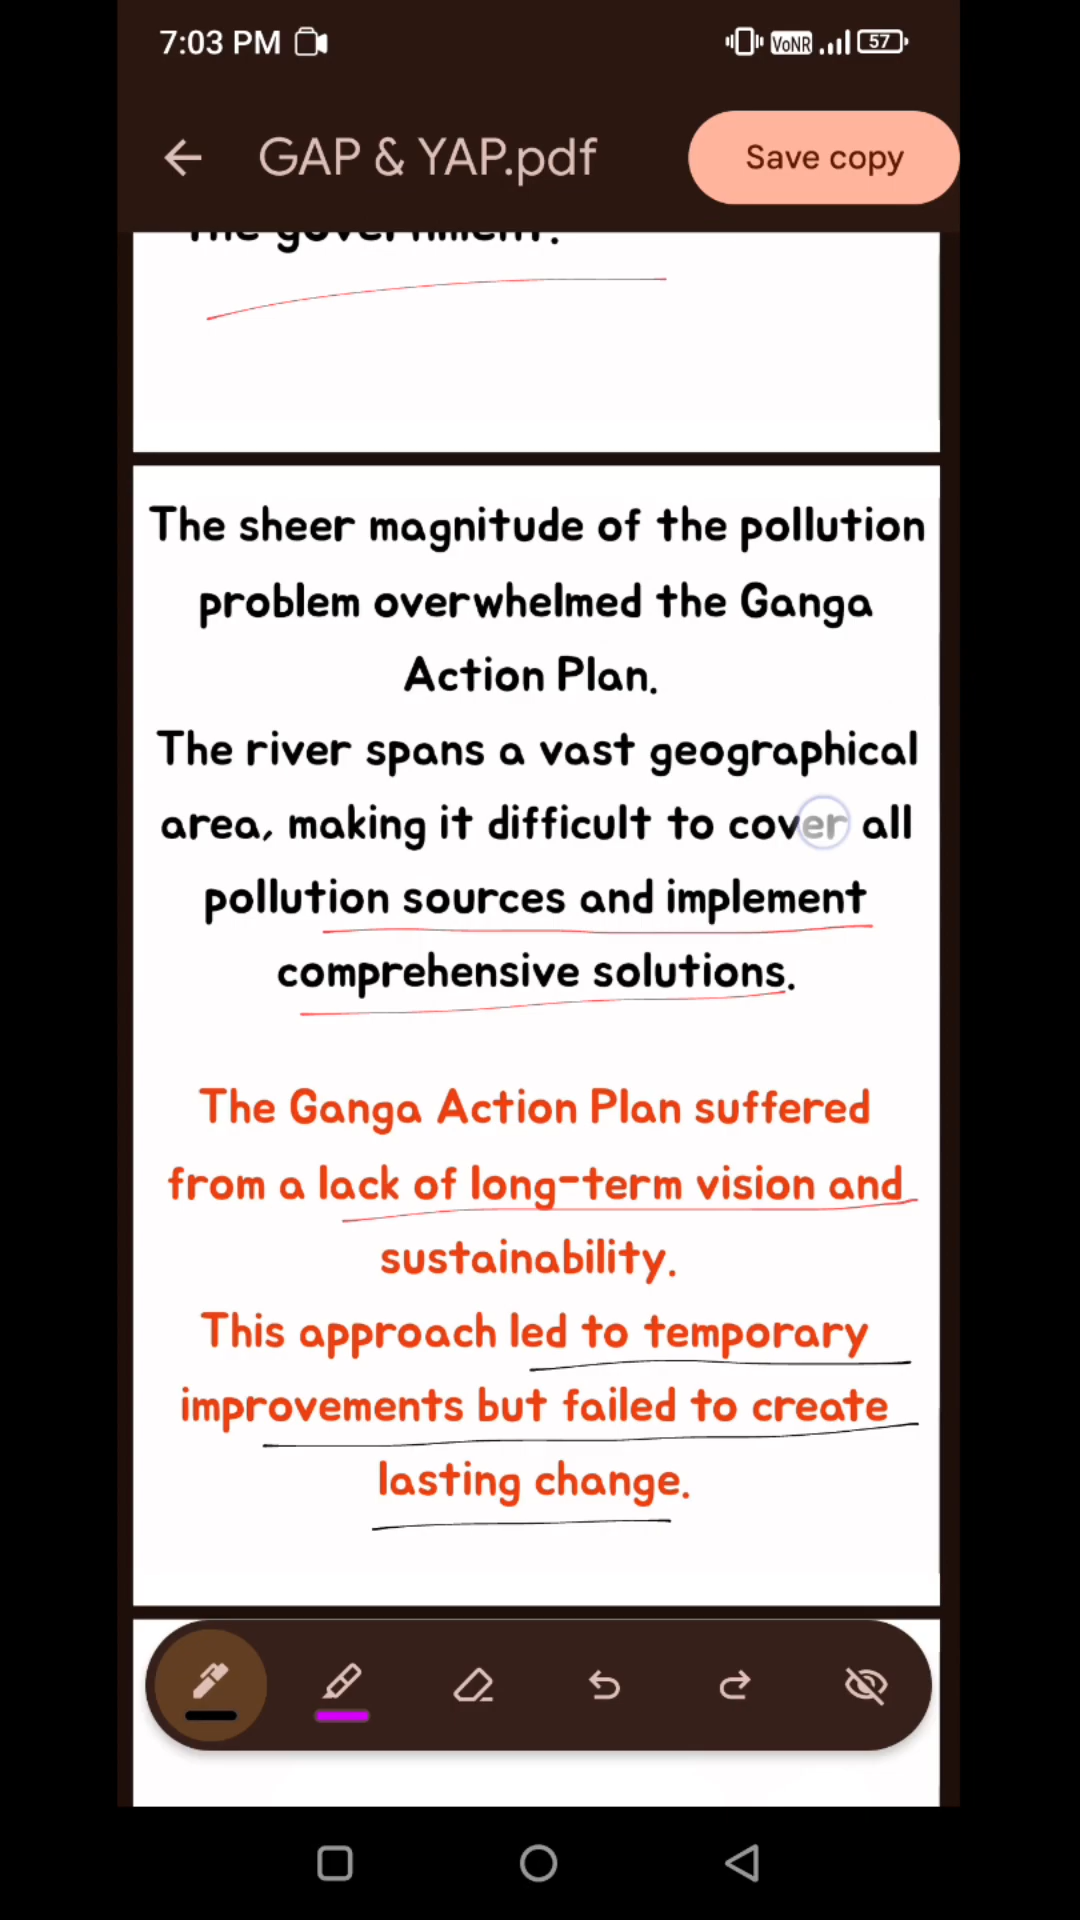 7:03 PM
VoNR
57
GAP & YAP.pdf
Save copy
The government.
The sheer magnitude of the pollution
problem overwhelmed the Ganga
Action Plan.
The river spans a vast geographical
area, making it difficult to cover all
pollution sources and implement
comprehensive solutions.
The Ganga Action Plan suffered
from a lack of long-term vision and
sustainability.
This approach led to temporary
improvements but failed to create
lasting change.